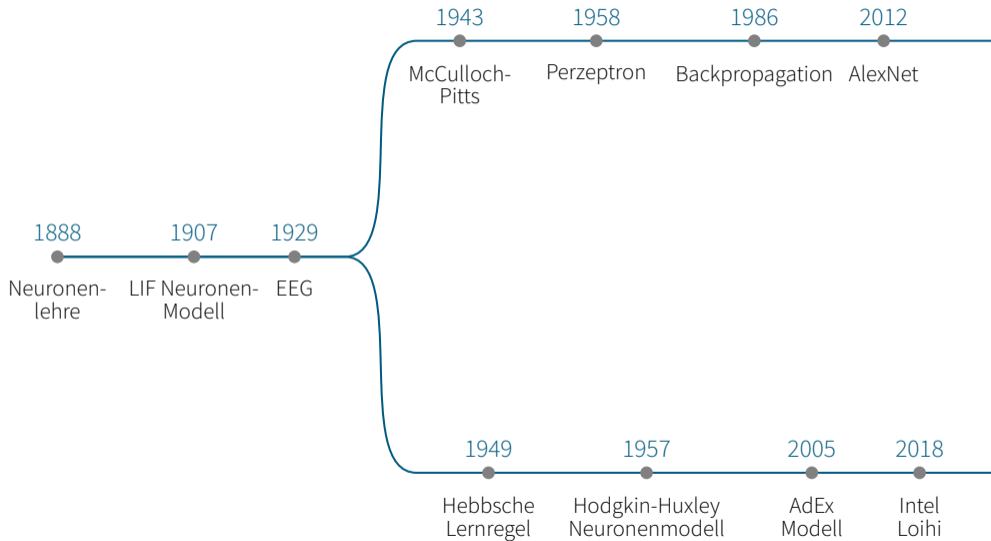 1943
McCulloch-
Pitts
1958
Perzeptron
1986
Backpropagation
2012
AlexNet
1888
Neuronen-
lehre
1907
LIF Neuronen-
Modell
1929
EEG
1949
Hebbsche
Lernregel
1957
Hodgkin-Huxley
Neuronenmodell
2005
AdEx
Modell
2018
Intel
Loihi